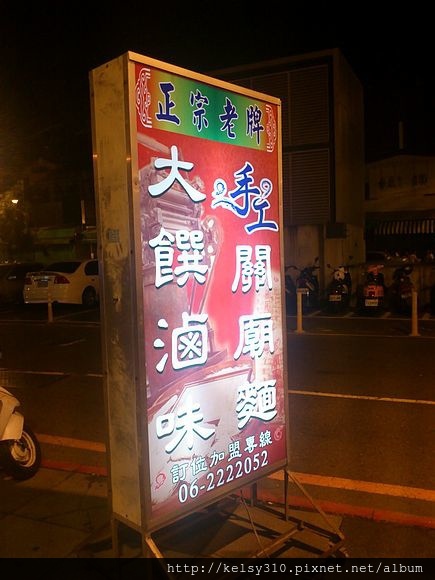 正宗老牌
手工關廟麵
大饌滷味
訂位加盟專線
06-2222052
http://kelsy310.pixnet.net/album